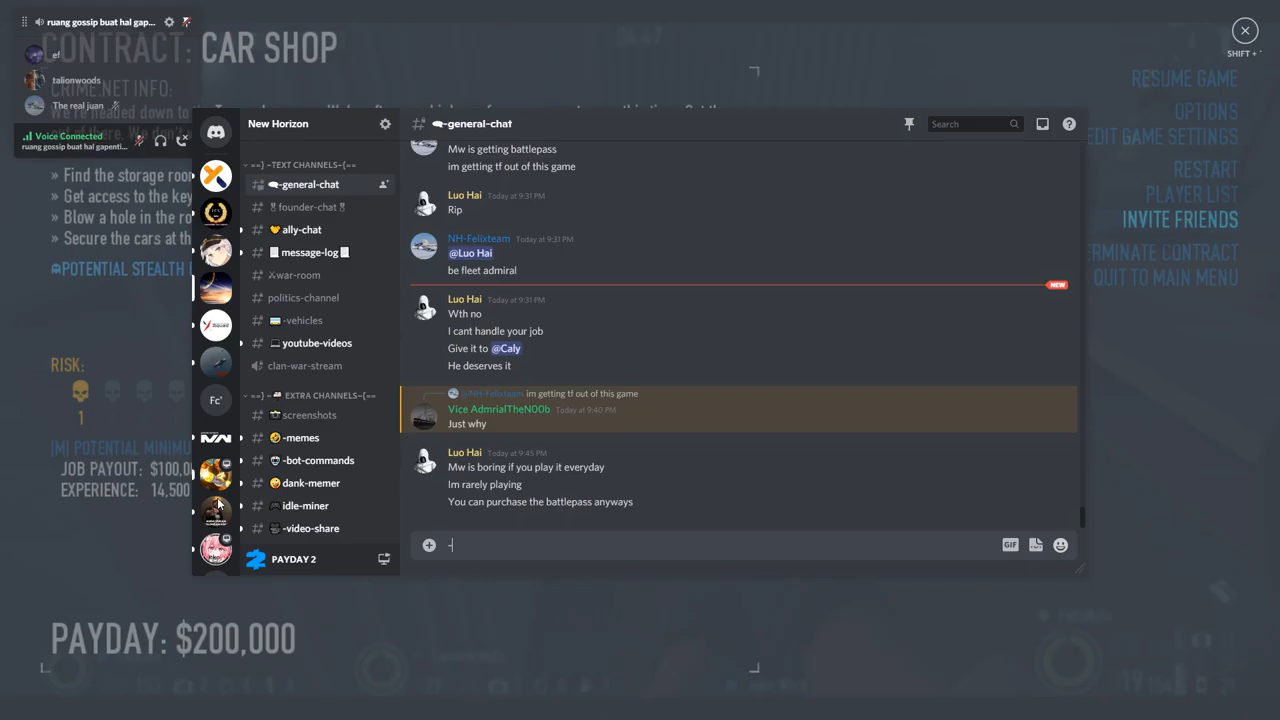 ruang gossip buat hal gap...
ef
talionwoods
The real juan
Voice Connected
ruang gossip buat hal gapenti...
CONTRACT: CAR SHOP
CRIME.NET INFO:
» Find the storage roo
» Get access to the key
» Blow a hole in the ro
» Secure the cars at th
POTENTIAL STEALTH
RISK:
1
[M] POTENTIAL MINIMUM
JOB PAYOUT: $100,0
EXPERIENCE: 14,500
PAYDAY: $200,000
New Horizon
==} -TEXT CHANNELS-{==
-general-chat
founder-chat
ally-chat
message-log
war-room
politics-channel
-vehicles
youtube-videos
clan-war-stream
==} - EXTRA CHANNELS-{==
screenshots
-memes
-bot-commands
dank-memer
idle-miner
-video-share
PAYDAY 2
Fc'
-general-chat
Search
Mw is getting battlepass
im getting tf out of this game
Luo Hai Today at 9:31 PM
Rip
NH-Felixteam Today at 9:31 PM
@Luo Hai
be fleet admiral
NEW
Luo Hai Today at 9:31 PM
Wth no
I cant handle your job
Give it to @Caly
He deserves it
@NH-Felixteam im getting tf out of this game
Vice AdmrialTheN00b Today at 9:40 PM
Just why
Luo Hai Today at 9:45 PM
Mw is boring if you play it everyday
Im rarely playing
You can purchase the battlepass anyways
-
GIF
SHIFT + `
RESUME GAME
OPTIONS
EDIT GAME SETTINGS
RESTART
PLAYER LIST
INVITE FRIENDS
ERMINATE CONTRACT
QUIT TO MAIN MENU